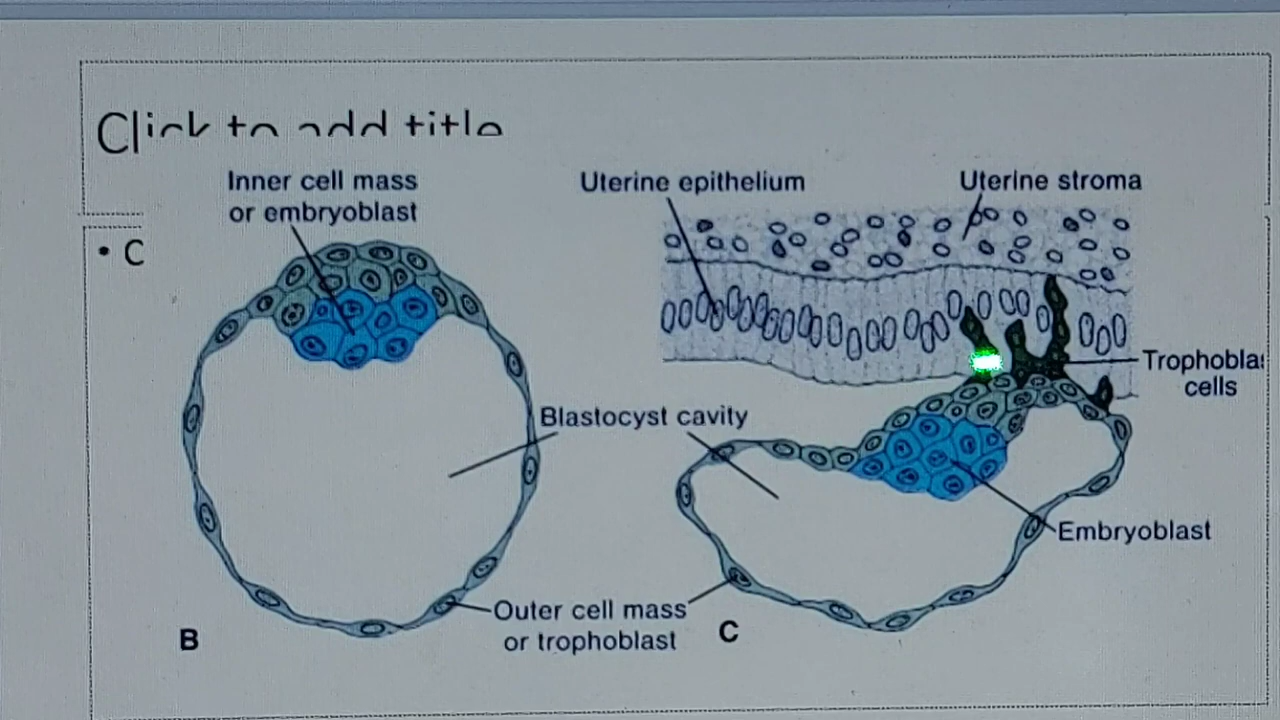 Click to add title
Inner cell mass
or embryoblast
Uterine epithelium
Uterine stroma
• C
Trophoblas
cells
Blastocyst cavity
Embryoblast
Outer cell mass
or trophoblast
B
C